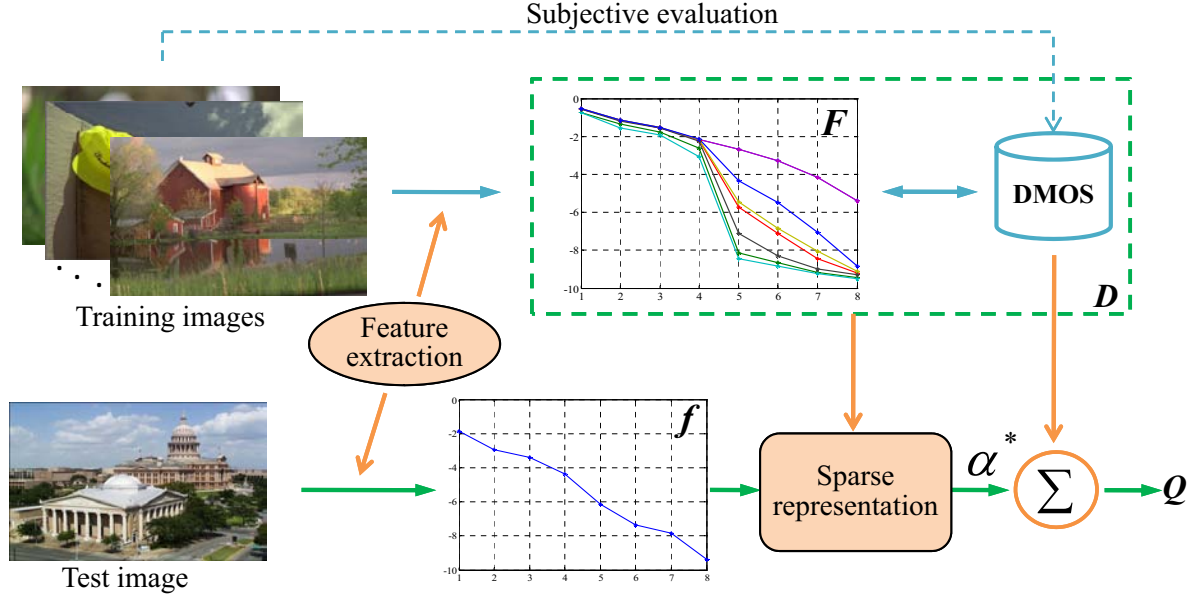 Subjective evaluation
0
-2
-4
-6
-8
-10
1 2 3 4 5 6 7 8
F
DMOS
D
Training images
Feature
extraction
0
-2
-4
-6
-8
-10
1 2 3 4 5 6 7 8
f
Sparse
representation
α*
∑
Q
Test image